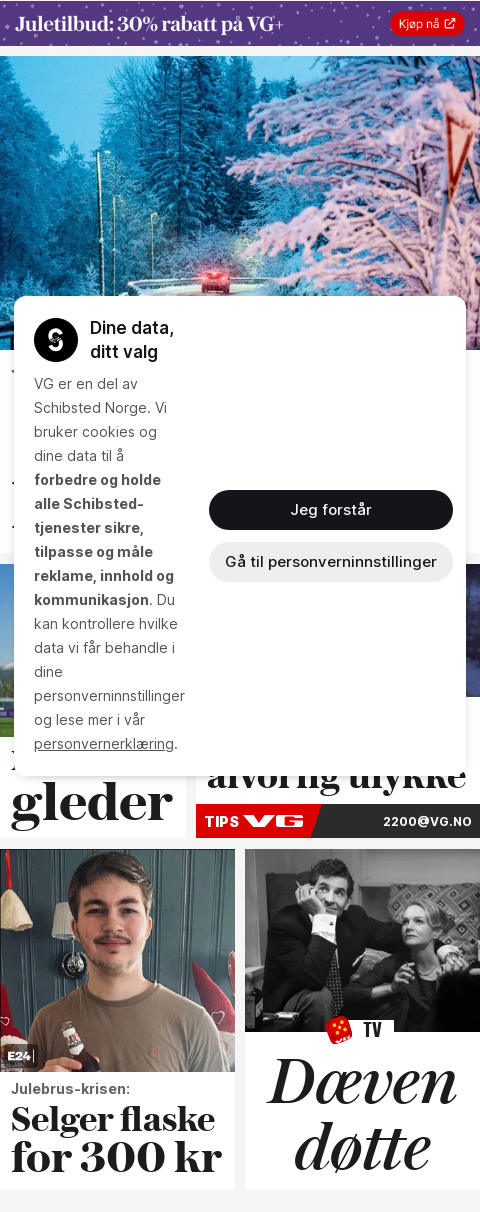 Juletilbud: 30% rabatt på VG+
Kjøp nå
Dine data,
ditt valg
VG er en del av
Schibsted Norge. Vi
bruker cookies og
dine data til å
forbedre og holde
alle Schibsted-
tjenester sikre,
tilpasse og måle
reklame, innhold og
kommunikasjon. Du
kan kontrollere hvilke
data vi får behandle i
dine
personverninnstillinger
og lese mer i vår
personvernerklæring.
Jeg forstår
Gå til personverninnstillinger
gleder
alvorlig ulykke
TIPS VG
2200@VG.NO
E24
Julebrus-krisen:
Selger flaske
for 300 kr
VG TV
Dæven
døtte